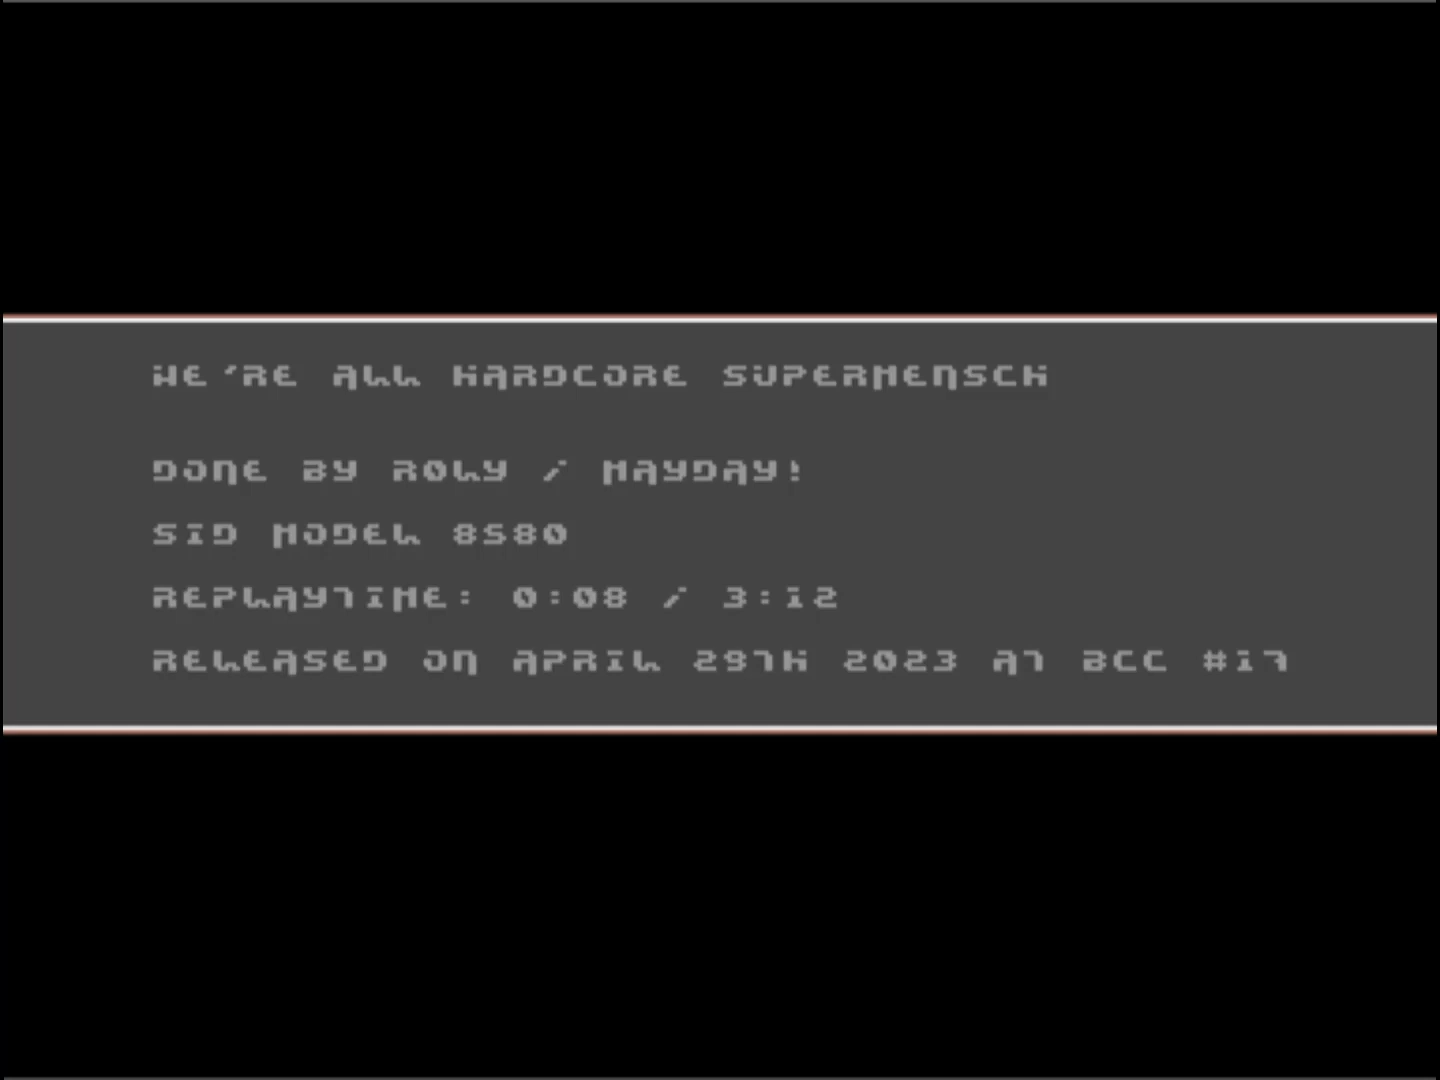 WE'RE ALL HARDCORE SUPERMENSCH
DONE BY ROLY / MAYDAY!
SID MODEL 8580
REPLAYTIME: 0:08 / 3:12
RELEASED ON APRIL 29TH 2023 AT BCC #17